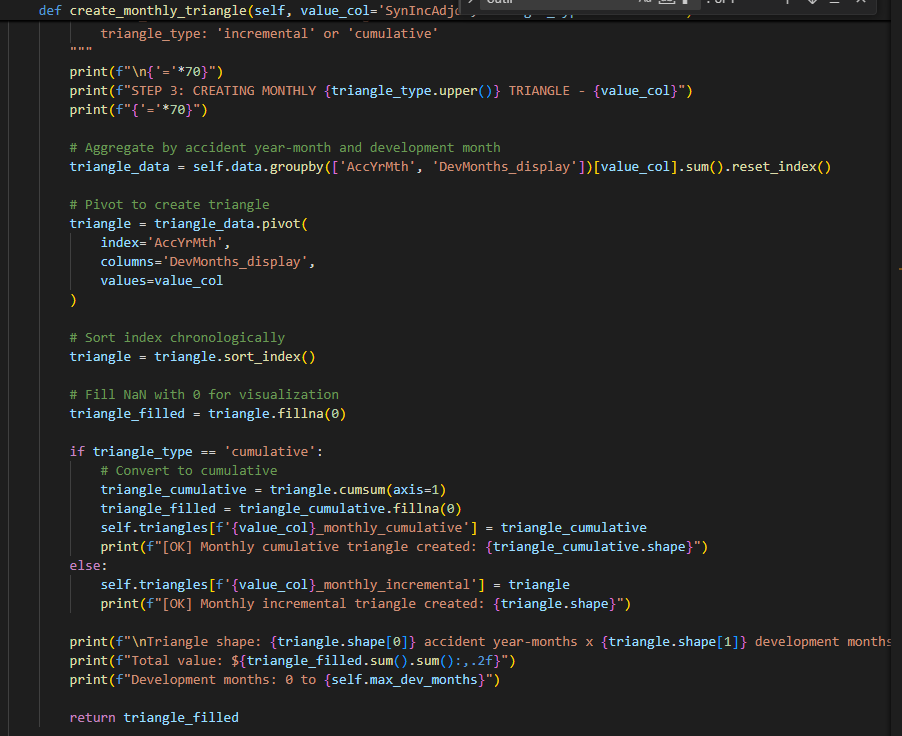 def create_monthly_triangle(self, value_col='SynIncAdj
triangle_type: 'incremental' or 'cumulative'
"""
print(f"\n{'='*70}")
print(f"STEP 3: CREATING MONTHLY {triangle_type.upper()} TRIANGLE - {value_col}")
print(f"{'='*70}")
# Aggregate by accident year-month and development month
triangle_data = self.data.groupby(['AccYrMth', 'DevMonths_display'])[value_col].sum().reset_index()
# Pivot to create triangle
triangle = triangle_data.pivot(
index='AccYrMth',
columns='DevMonths_display',
values=value_col
)
# Sort index chronologically
triangle = triangle.sort_index()
# Fill NaN with 0 for visualization
triangle_filled = triangle.fillna(0)
if triangle_type == 'cumulative':
# Convert to cumulative
triangle_cumulative = triangle.cumsum(axis=1)
triangle_filled = triangle_cumulative.fillna(0)
self.triangles[f'{value_col}_monthly_cumulative'] = triangle_cumulative
print(f"[OK] Monthly cumulative triangle created: {triangle_cumulative.shape}")
else:
self.triangles[f'{value_col}_monthly_incremental'] = triangle
print(f"[OK] Monthly incremental triangle created: {triangle.shape}")
print(f"\nTriangle shape: {triangle.shape[0]} accident year-months x {triangle.shape[1]} development months
print(f"Total value: ${triangle_filled.sum().sum():,.2f}")
print(f"Development months: 0 to {self.max_dev_months}")
return triangle_filled